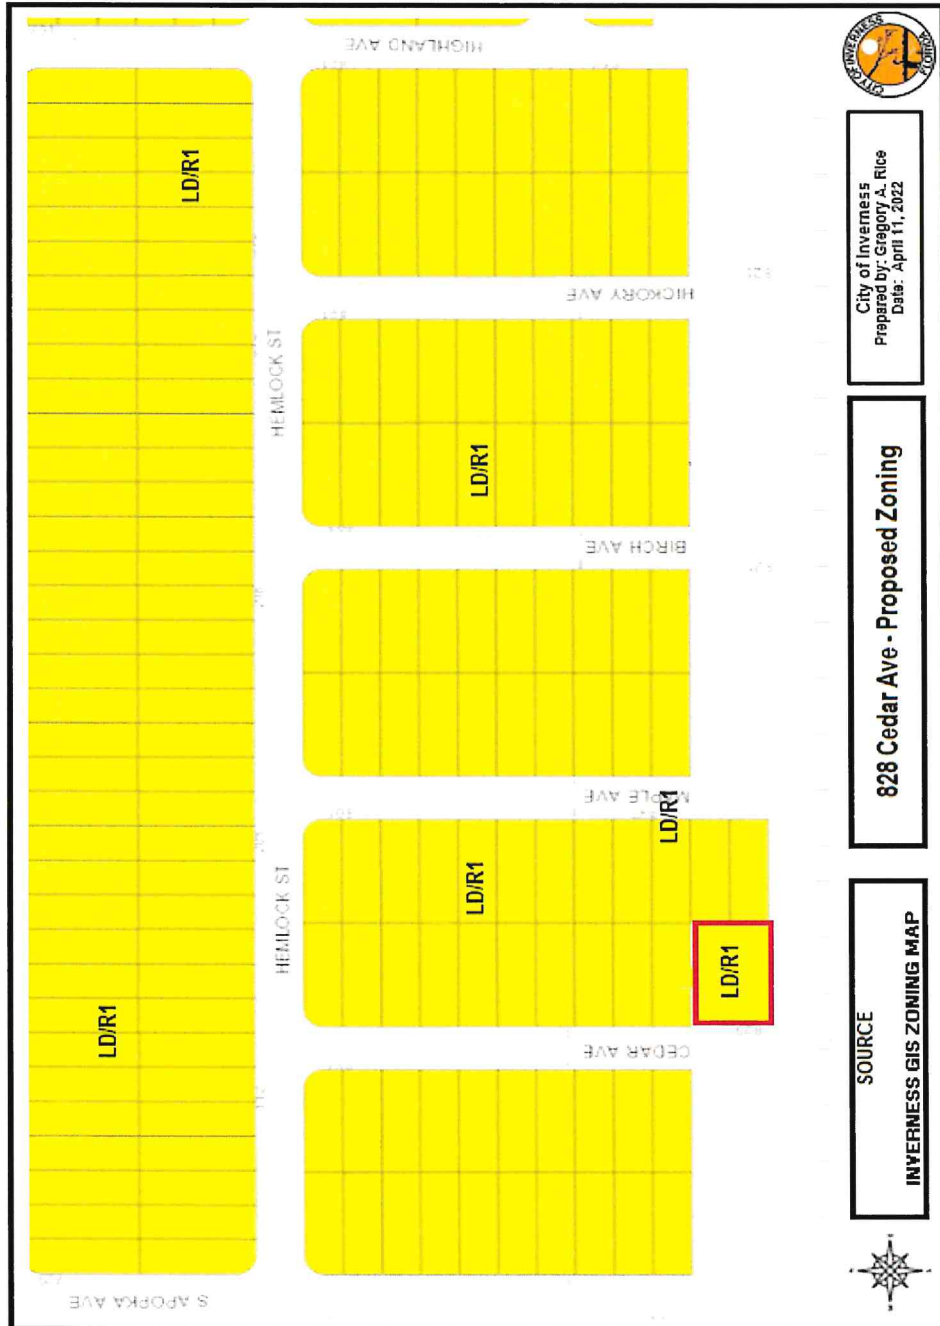 HIGHLAND AVE
HICKORY AVE
BIRCH AVE
MAPLE AVE
CEDAR AVE
S APOPKA AVE
HEMLOCK ST
HEMLOCK ST
LD/R1
LD/R1
LD/R1
LD/R1
LD/R1
LD/R1
SOURCE
INVERNESS GIS ZONING MAP
828 Cedar Ave - Proposed Zoning
City of Inverness
Prepared by: Gregory A. Rice
Date: April 11, 2022
CITY OF INVERNESS
FLORIDA